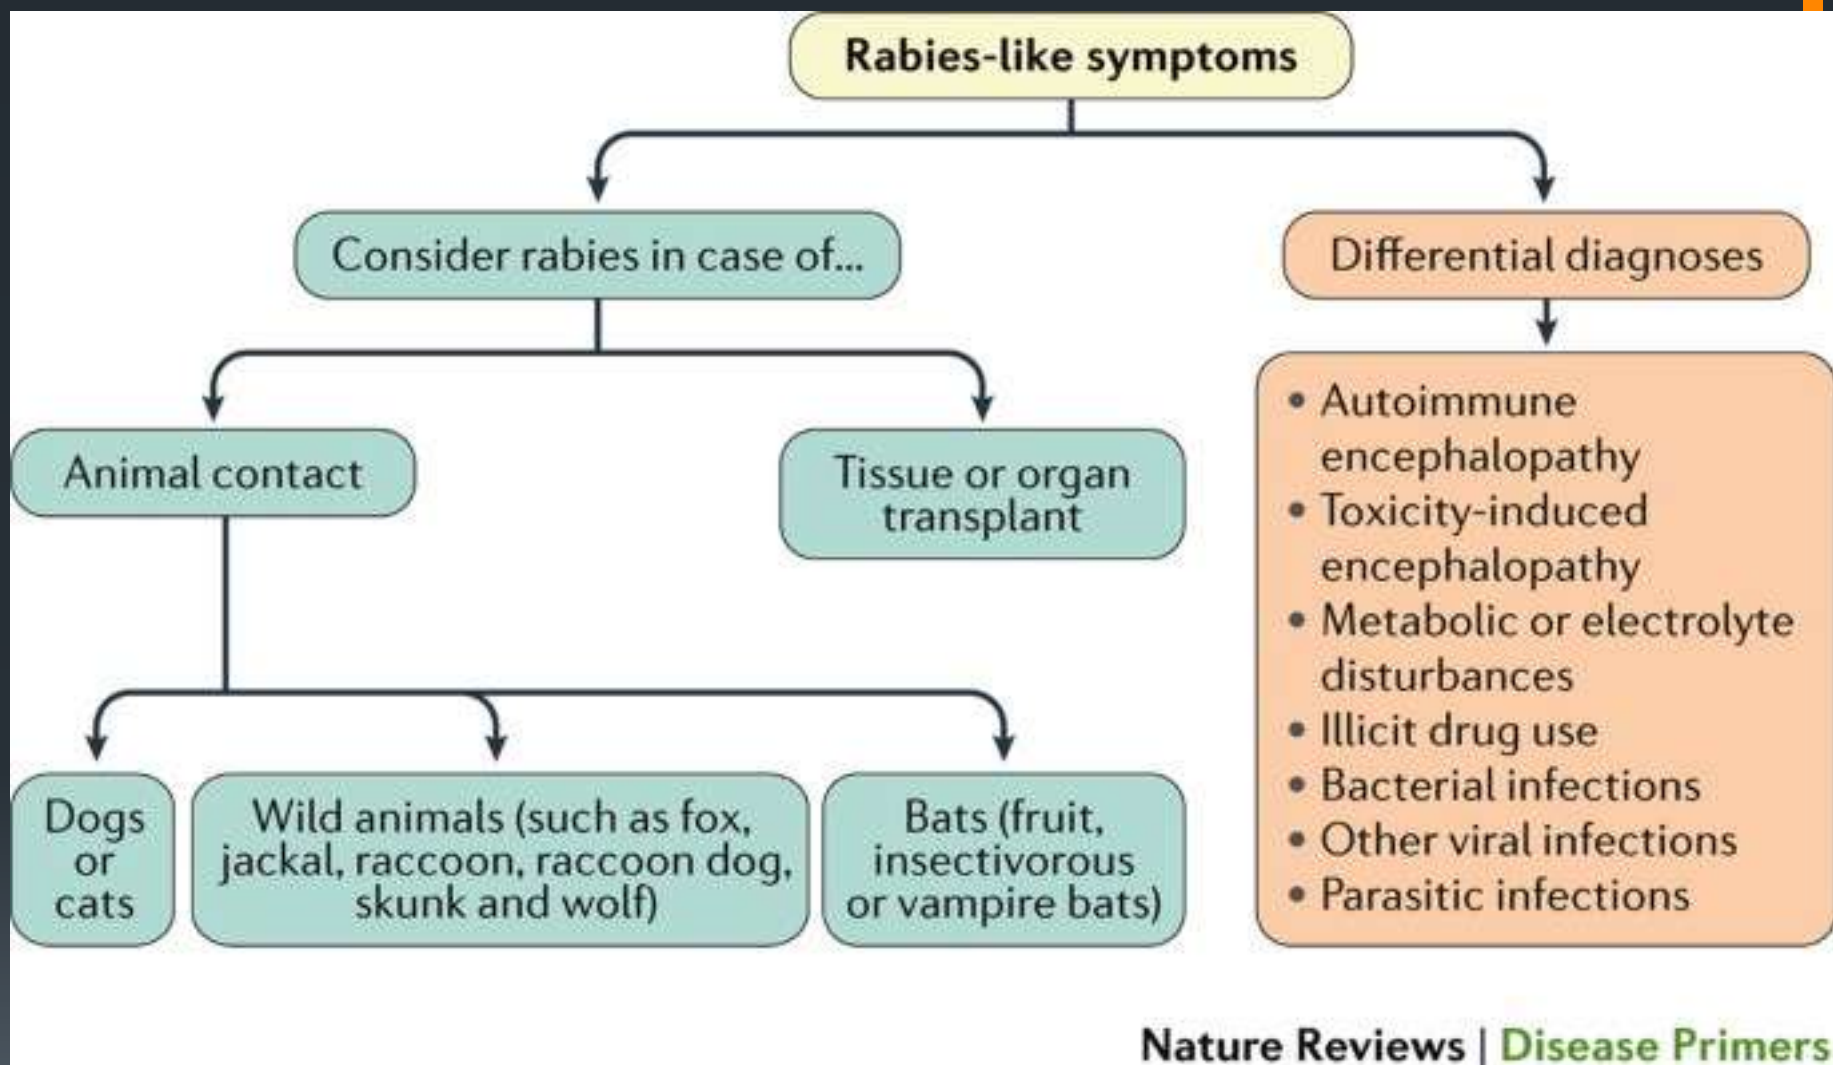 Rabies-like symptoms
Consider rabies in case of...
Differential diagnoses
Animal contact
Tissue or organ
transplant
• Autoimmune
encephalopathy
• Toxicity-induced
encephalopathy
• Metabolic or electrolyte
disturbances
• Illicit drug use
• Bacterial infections
• Other viral infections
• Parasitic infections
Dogs
or
cats
Wild animals (such as fox,
jackal, raccoon, raccoon dog,
skunk and wolf)
Bats (fruit,
insectivorous
or vampire bats)
Nature Reviews | Disease Primers